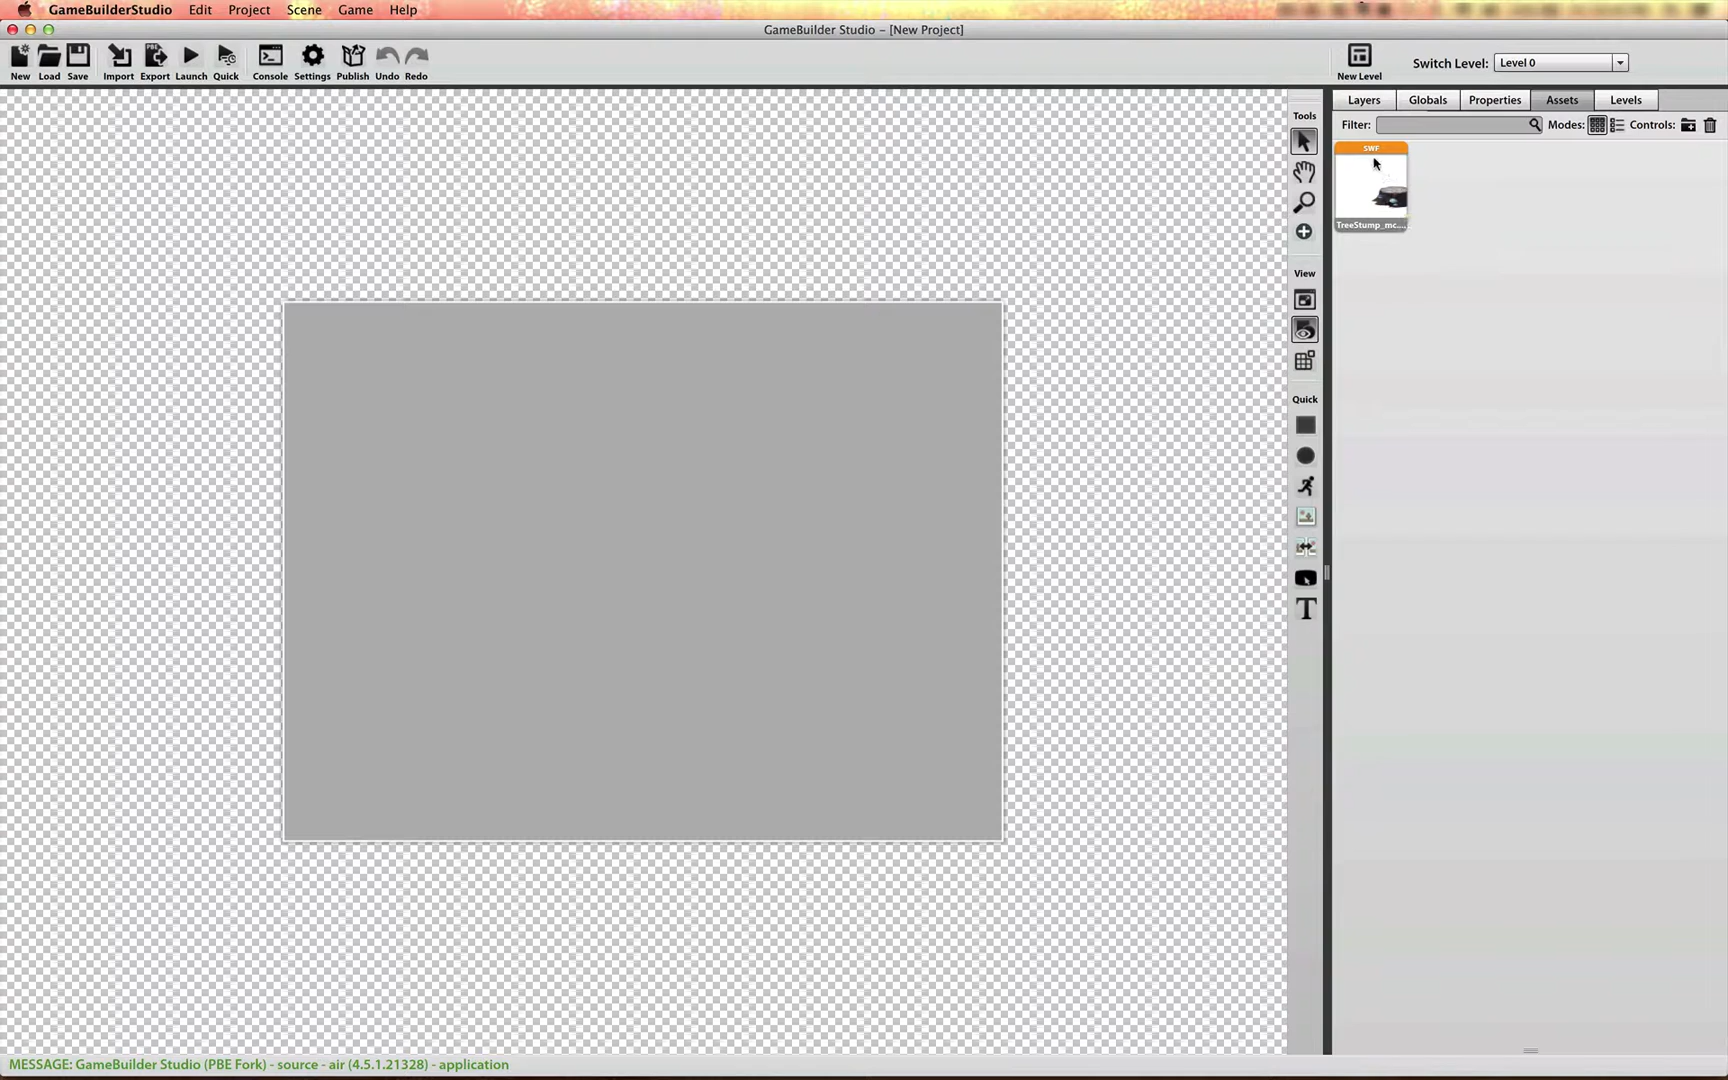 GameBuilderStudio Edit Project Scene Game Help
GameBuilder Studio – [New Project]
New Load Save Import Export Launch Quick Console Settings Publish Undo Redo
New Level Switch Level: Level 0
Layers Globals Properties Assets Levels
Filter: Modes: Controls:
SWF
TreeStump_mc....
Tools
View
Quick
T
MESSAGE: GameBuilder Studio (PBE Fork) - source - air (4.5.1.21328) - application